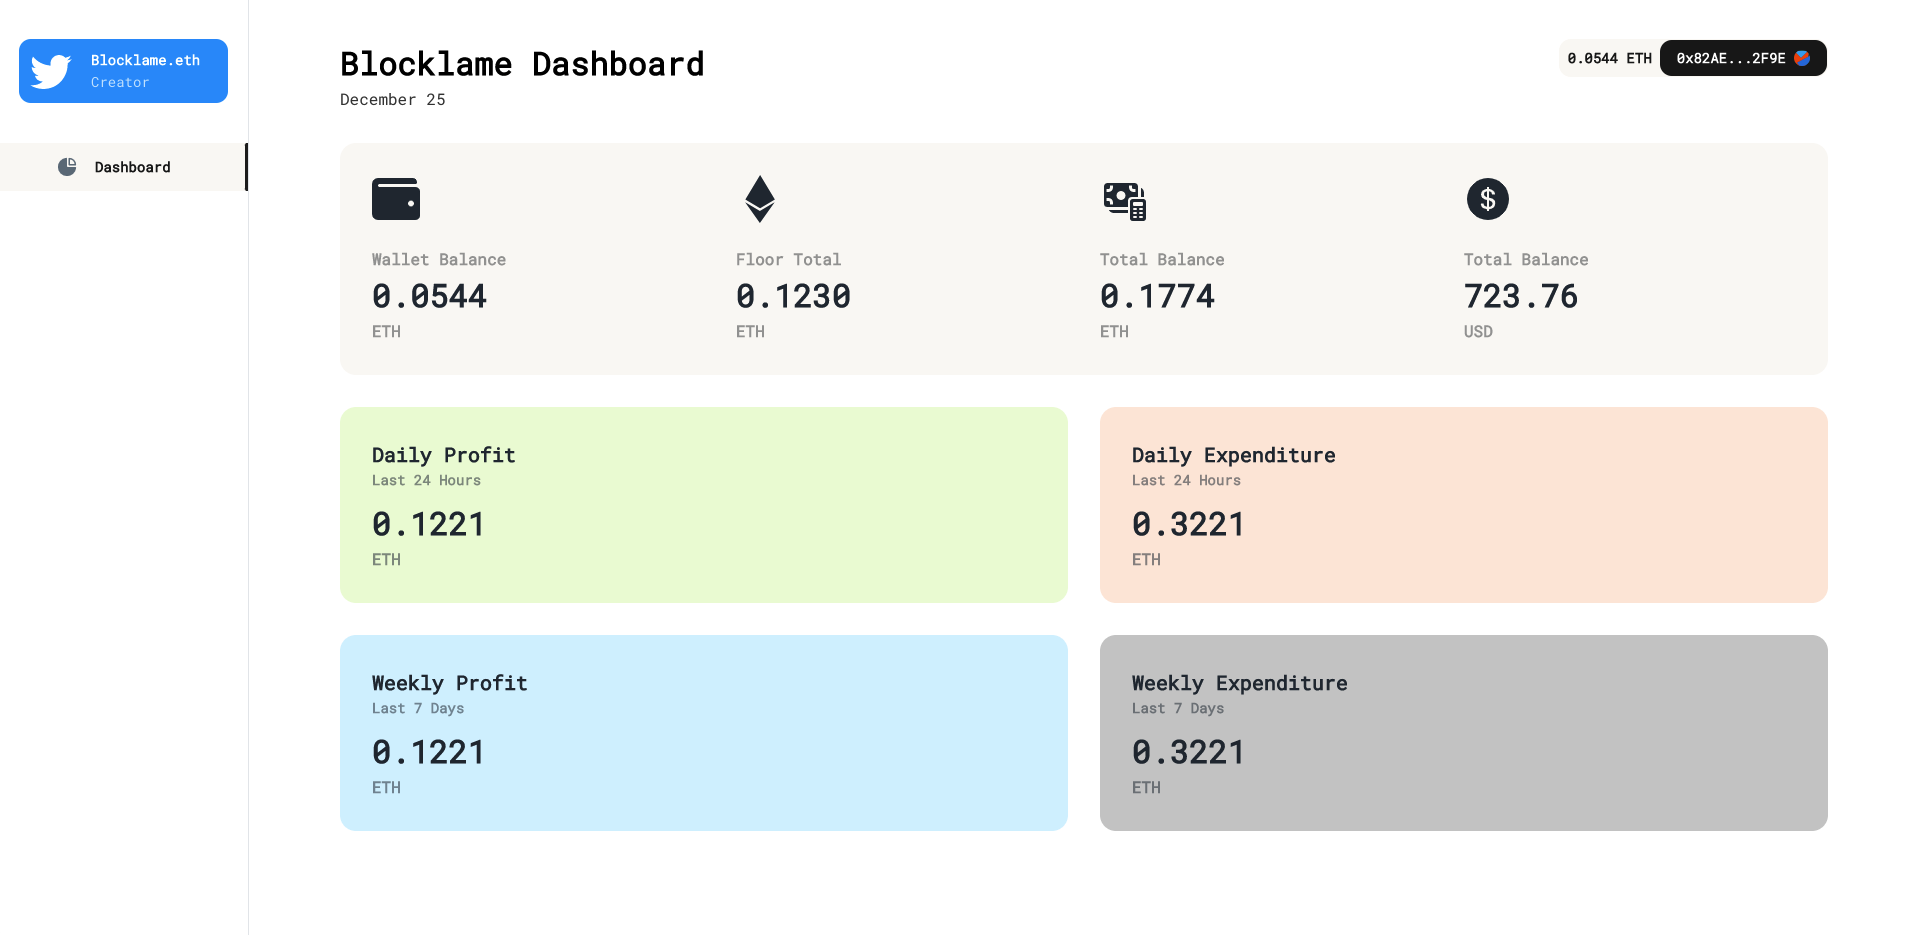 Blocklame.eth
Creator
Dashboard
Blocklame Dashboard
December 25
0.0544 ETH
0x82AE...2F9E
Wallet Balance
0.0544
ETH
Floor Total
0.1230
ETH
Total Balance
0.1774
ETH
$
Total Balance
723.76
USD
Daily Profit
Last 24 Hours
0.1221
ETH
Daily Expenditure
Last 24 Hours
0.3221
ETH
Weekly Profit
Last 7 Days
0.1221
ETH
Weekly Expenditure
Last 7 Days
0.3221
ETH